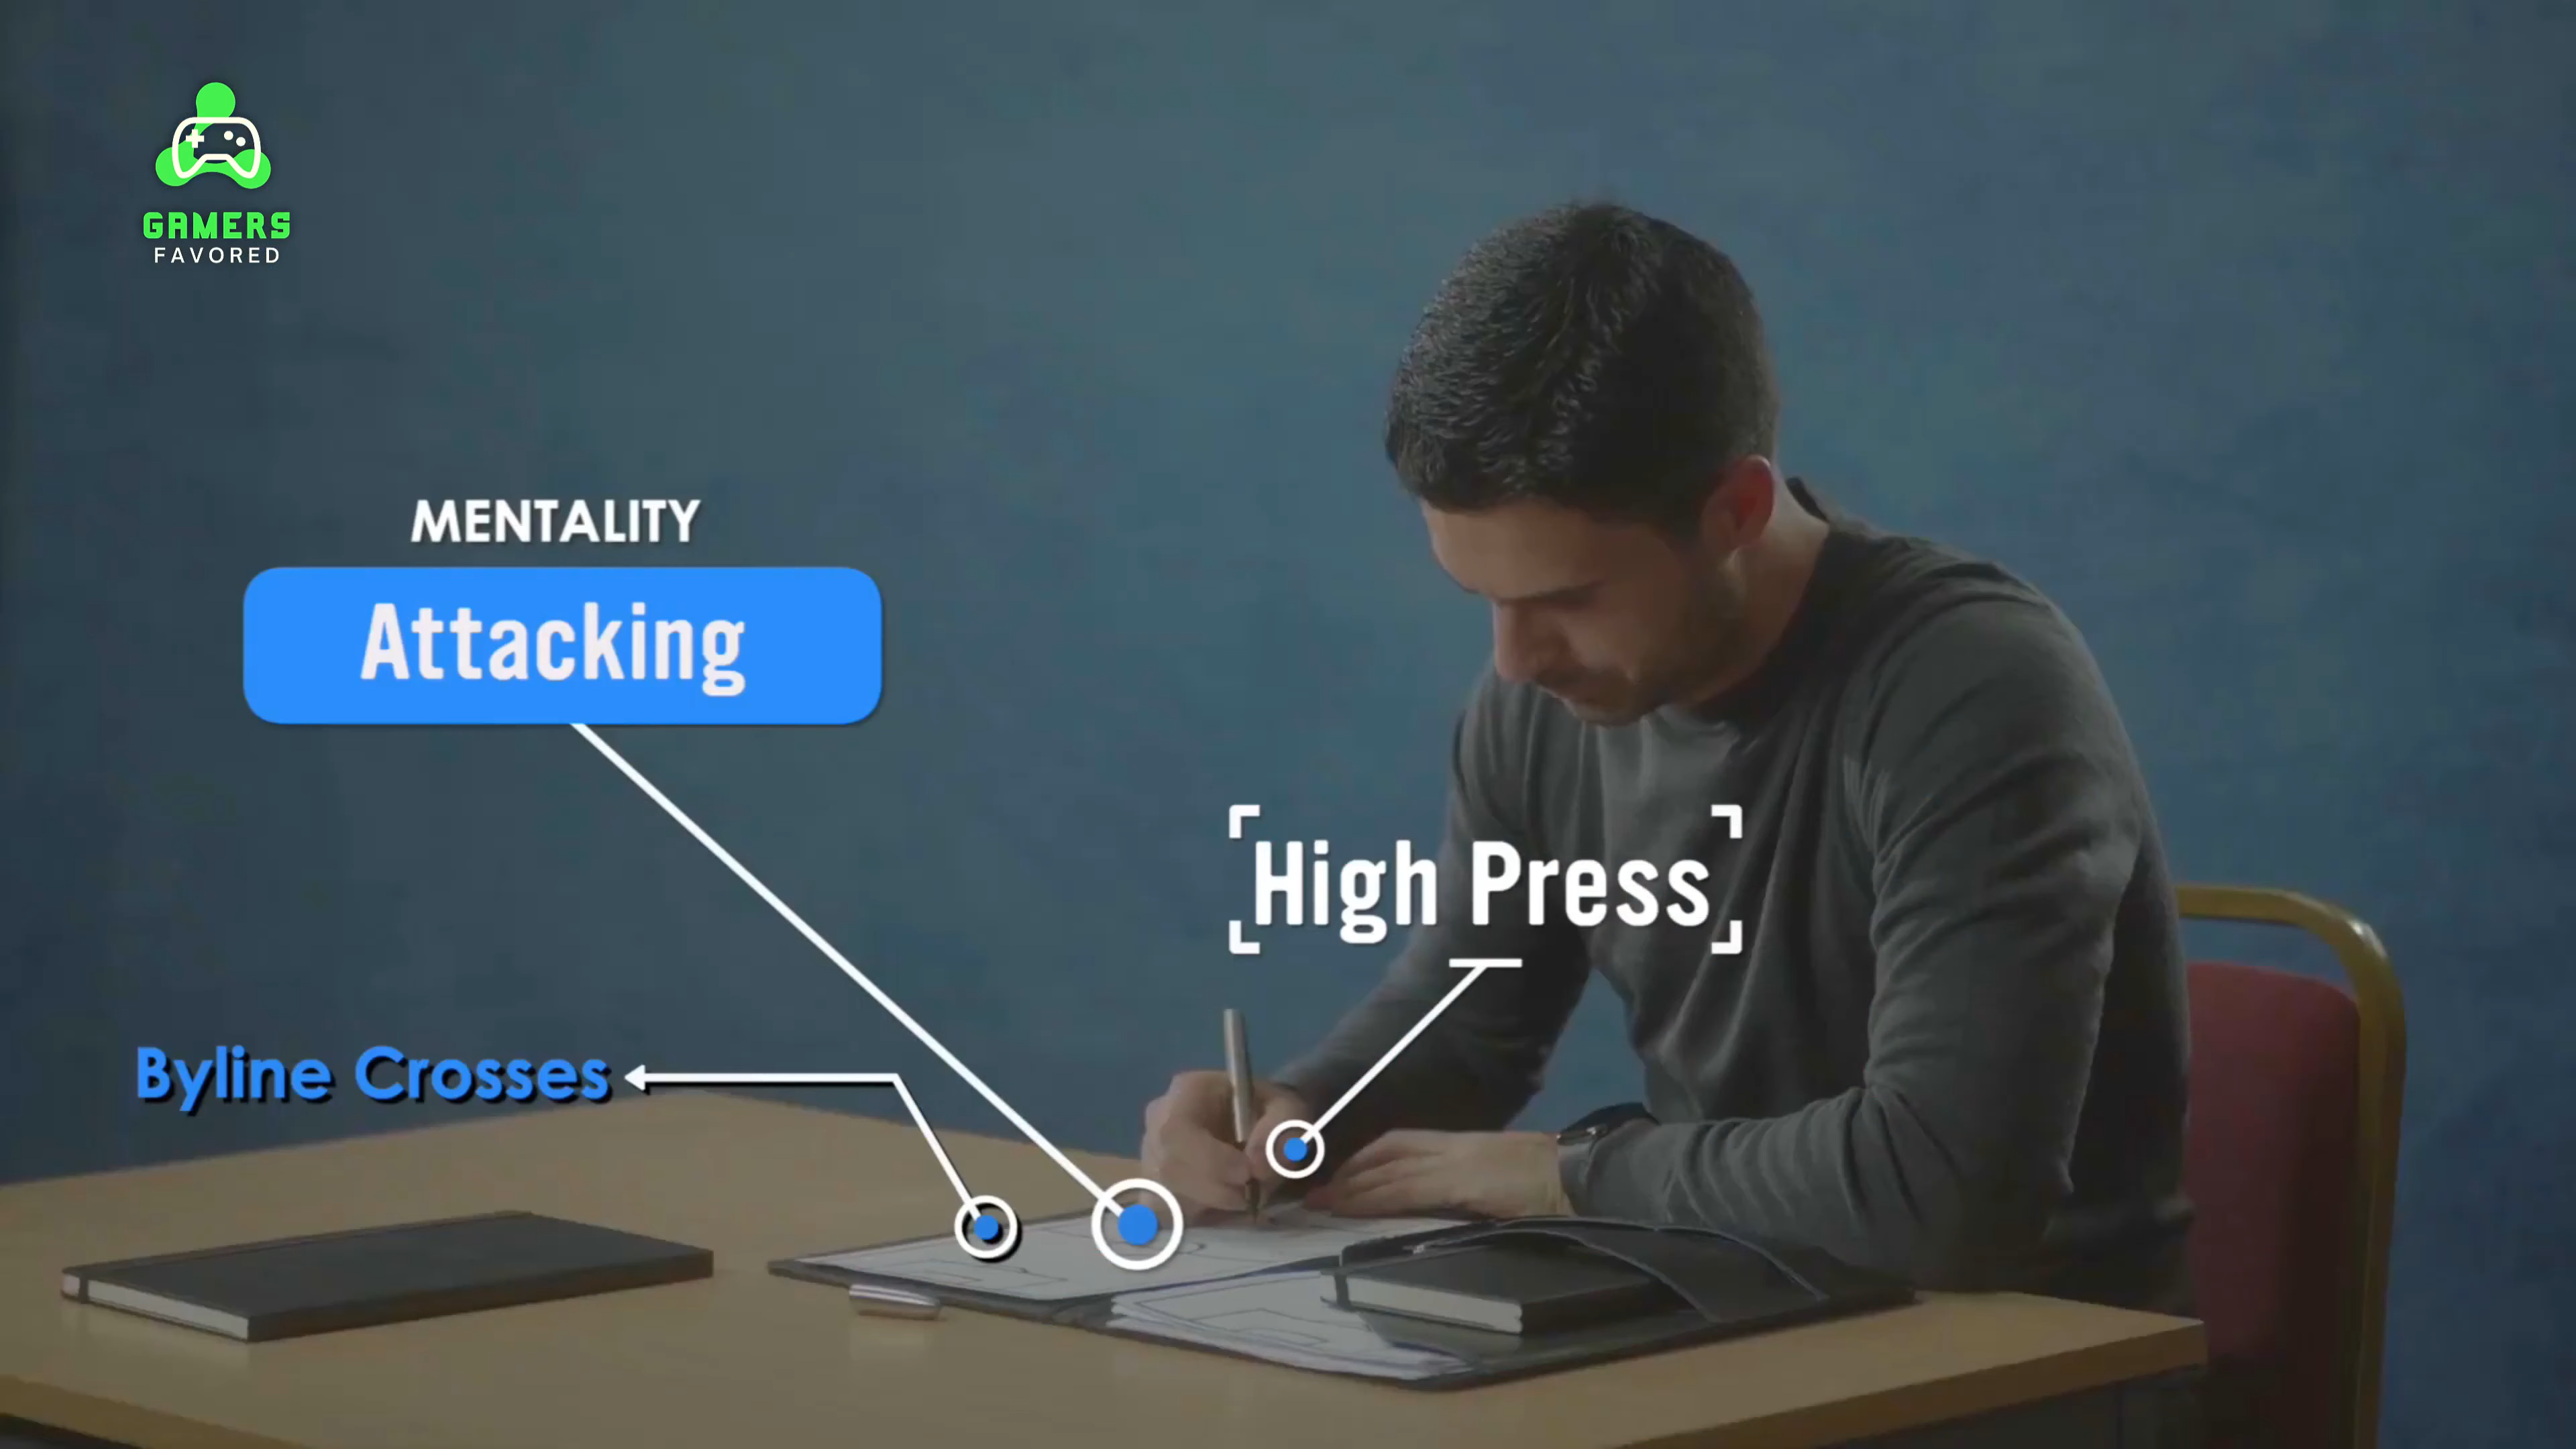 GAMERS
FAVORED
MENTALITY
Attacking
High Press
Byline Crosses